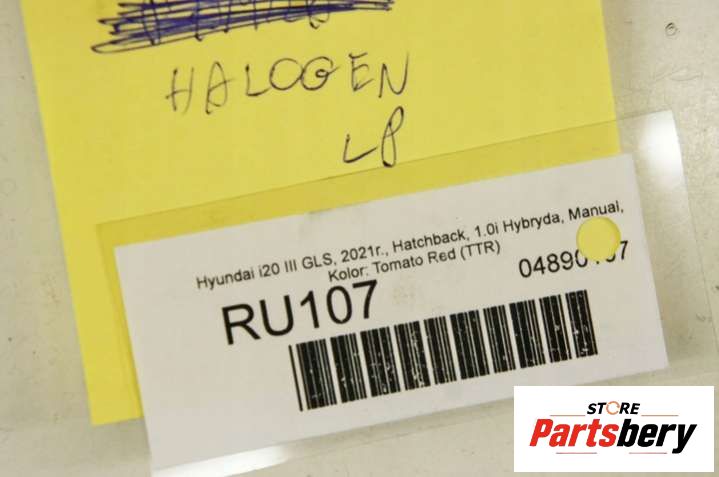 HALOGEN
LP
Hyundai i20 III GLS, 2021r., Hatchback, 1.0i Hybryda, Manual,
Kolor: Tomato Red (TTR)
RU107
STORE
Partsbery